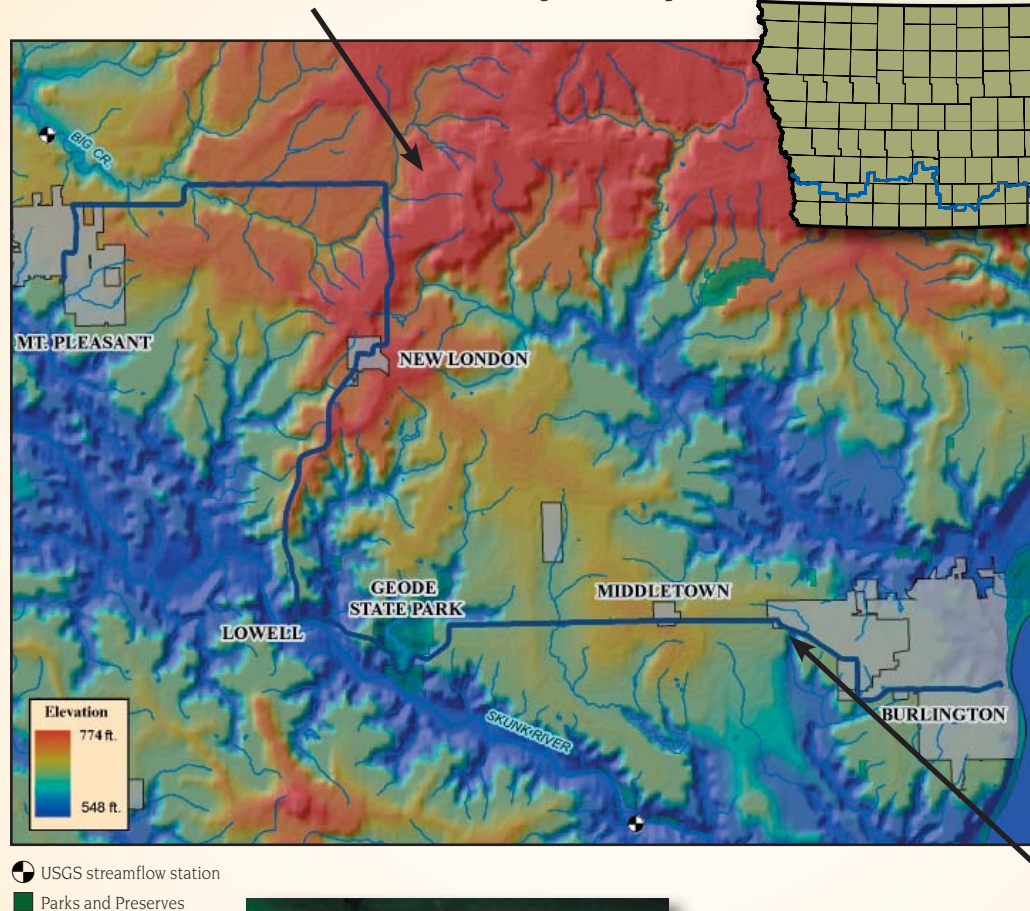 BIG CR.
MT. PLEASANT
NEW LONDON
GEODE
STATE PARK
MIDDLETOWN
LOWELL
SKUNK RIVER
BURLINGTON
Elevation
774 ft.
548 ft.
USGS streamflow station
Parks and Preserves